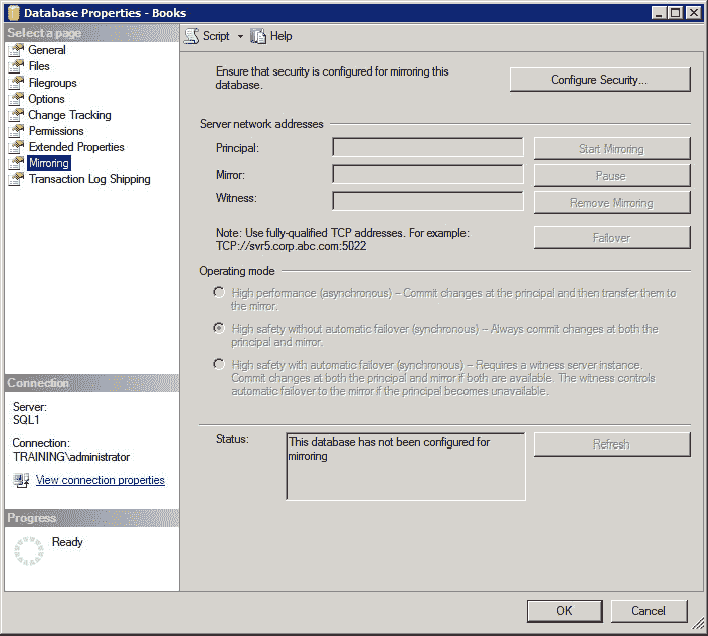 Database Properties - Books
Select a page
General
Files
Filegroups
Options
Change Tracking
Permissions
Extended Properties
Mirroring
Transaction Log Shipping
Connection
Server:
SQL1
Connection:
TRAINING\administrator
View connection properties
Progress
Ready
Script
Help
Ensure that security is configured for mirroring this
database.
Configure Security...
Server network addresses
Principal:
Start Mirroring
Mirror:
Pause
Witness:
Remove Mirroring
Note: Use fully-qualified TCP addresses. For example:
TCP://svr5.corp.abc.com:5022
Failover
Operating mode
High performance (asynchronous) – Commit changes at the principal and then transfer them to
the mirror.
High safety without automatic failover (synchronous) – Always commit changes at both the
principal and mirror.
High safety with automatic failover (synchronous) – Requires a witness server instance.
Commit changes at both the principal and mirror if both are available. The witness controls
automatic failover to the mirror if the principal becomes unavailable.
Status:
This database has not been configured for
mirroring
Refresh
OK
Cancel